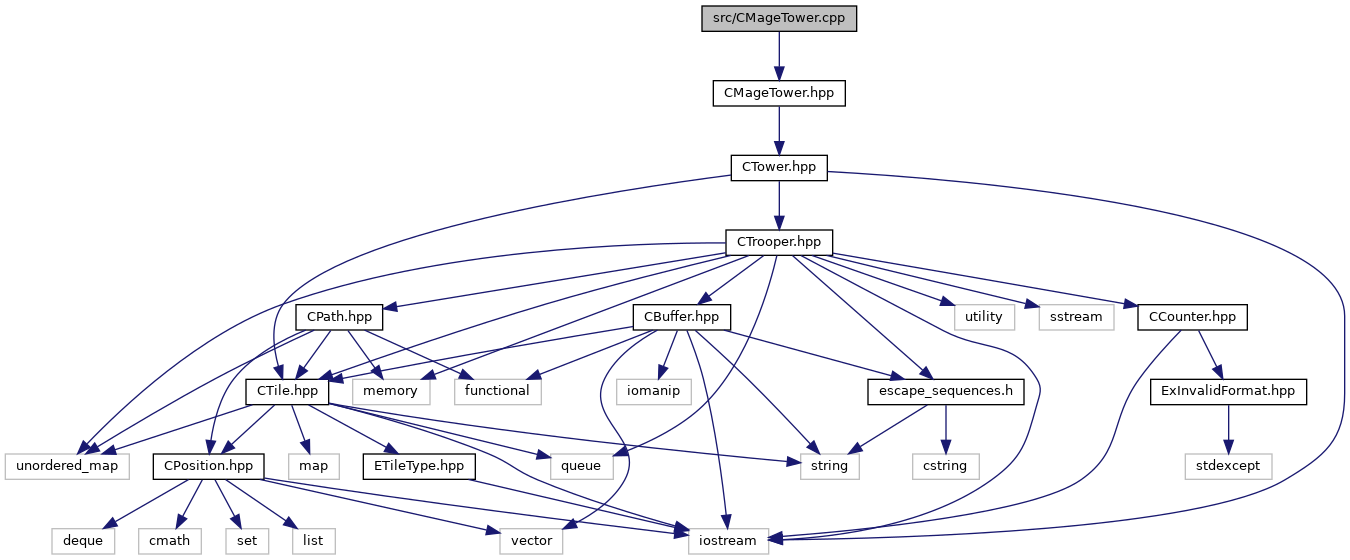 src/CMageTower.cpp
CMageTower.hpp
CTower.hpp
CTrooper.hpp
CPath.hpp
CBuffer.hpp
utility
sstream
CCounter.hpp
CTile.hpp
memory
functional
iomanip
escape_sequences.h
ExInvalidFormat.hpp
unordered_map
CPosition.hpp
map
ETileType.hpp
queue
string
cstring
stdexcept
deque
cmath
set
list
vector
iostream